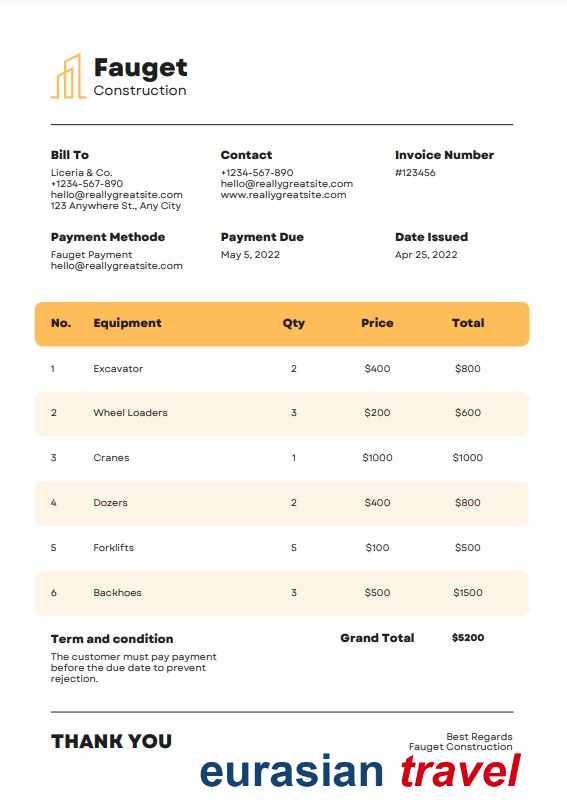 Fauget
Construction
Bill To
Liceria & Co.
+1234-567-890
hello@reallygreatsite.com
123 Anywhere St., Any City
Contact
+1234-567-890
hello@reallygreatsite.com
www.reallygreatsite.com
Invoice Number
#123456
Payment Methode
Fauget Payment
hello@reallygreatsite.com
Payment Due
May 5, 2022
Date Issued
Apr 25, 2022
No. Equipment Qty Price Total
1 Excavator 2 $400 $800
2 Wheel Loaders 3 $200 $600
3 Cranes 1 $1000 $1000
4 Dozers 2 $400 $800
5 Forklifts 5 $100 $500
6 Backhoes 3 $500 $1500
Term and condition
The customer must pay payment
before the due date to prevent
rejection.
Grand Total $5200
THANK YOU
Best Regards
Fauget Construction
eurasian travel